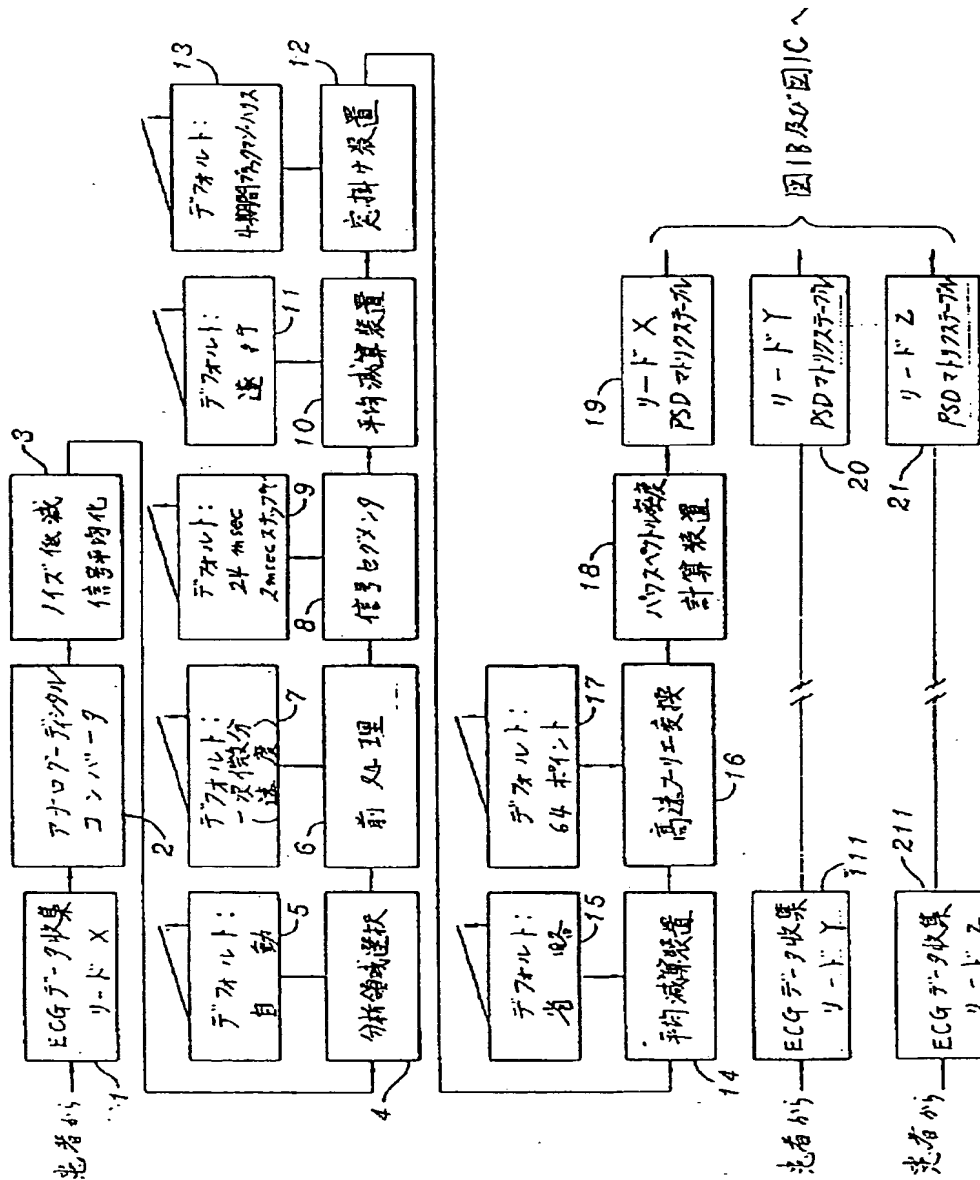 患者から
ECGデータ収集
リード X
1
アナログ-ディジタル
コンバータ
2
ノイズ低減
信号平均化
3
デフォルト:
自動
5
分析領域選択
4
デフォルト:
一次微分
(速度)
7
前処理
6
デフォルト:
24 msec
2msecステップ
9
信号セグメンタ
8
デフォルト:
遂行
11
平均減算装置
10
デフォルト:
4期間ブラックマン-ハリス
13
窓掛け装置
12
デフォルト:
省略
15
平均減算装置
14
デフォルト:
64 ポイント
17
高速フーリエ変換
16
パワスペクトル密度
計算装置
18
リード X
PSDマトリクステーブル
19
患者から
ECGデータ収集
リード Y
111
リード Y
PSDマトリクステーブル
20
患者から
ECGデータ収集
リード Z
211
リード Z
PSDマトリクステーブル
21
図1B及び図1Cへ